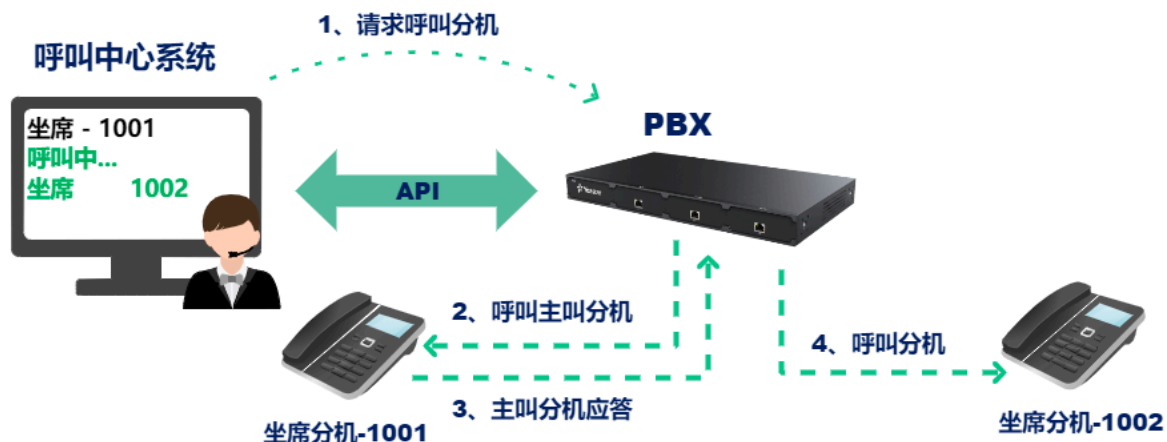 1、请求呼叫分机
呼叫中心系统
坐席 - 1001
呼叫中...
坐席 1002
PBX
API
2、呼叫主叫分机
3、主叫分机应答
4、呼叫分机
坐席分机-1001
坐席分机-1002